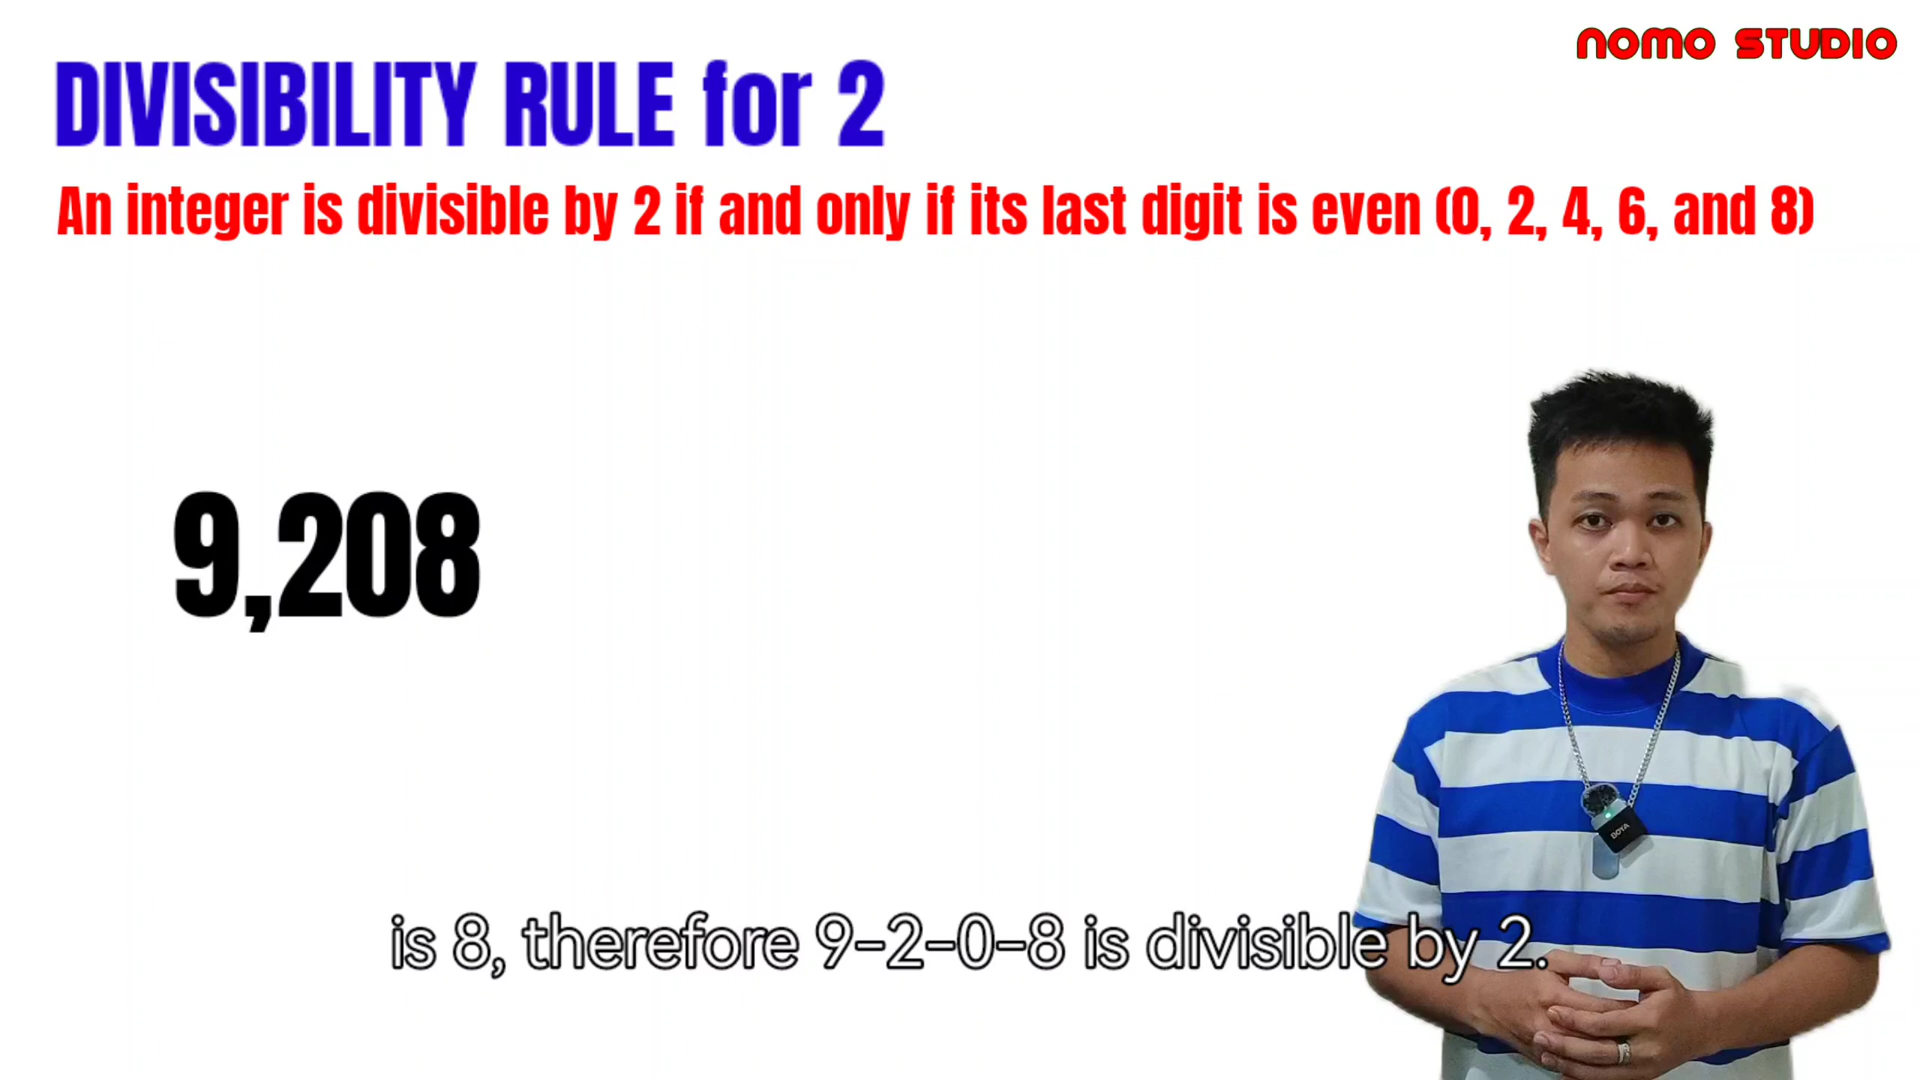 NOMO STUDIO
DIVISIBILITY RULE for 2
An integer is divisible by 2 if and only if its last digit is even (0, 2, 4, 6, and 8)
9,208
BOYA
is 8, therefore 9-2-0-8 is divisible by 2.